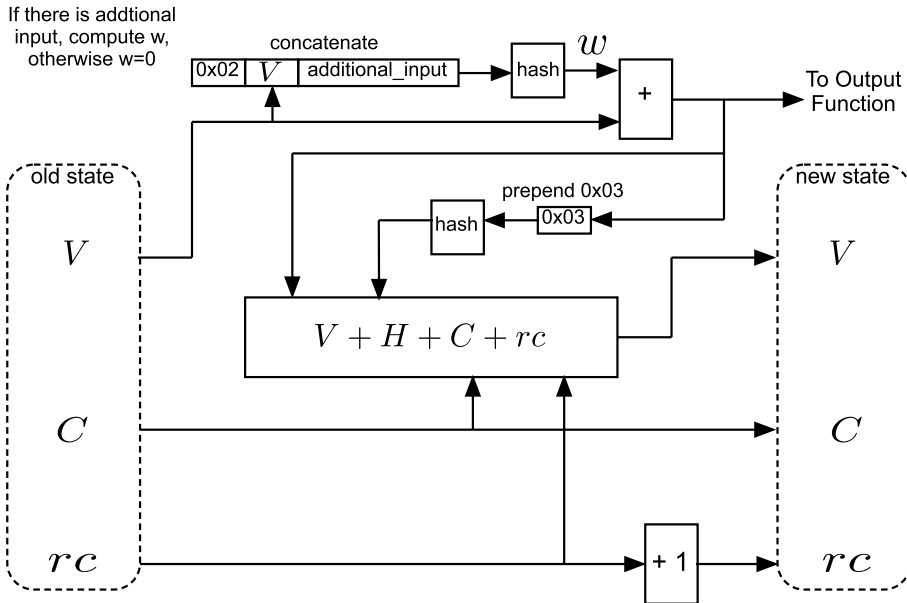 If there is addtional
input, compute w,
otherwise w=0
concatenate
0x02 V additional_input
hash
w
+
To Output
Function
old state
new state
prepend 0x03
0x03
hash
V
V
V + H + C + rc
C
C
rc
+ 1
rc